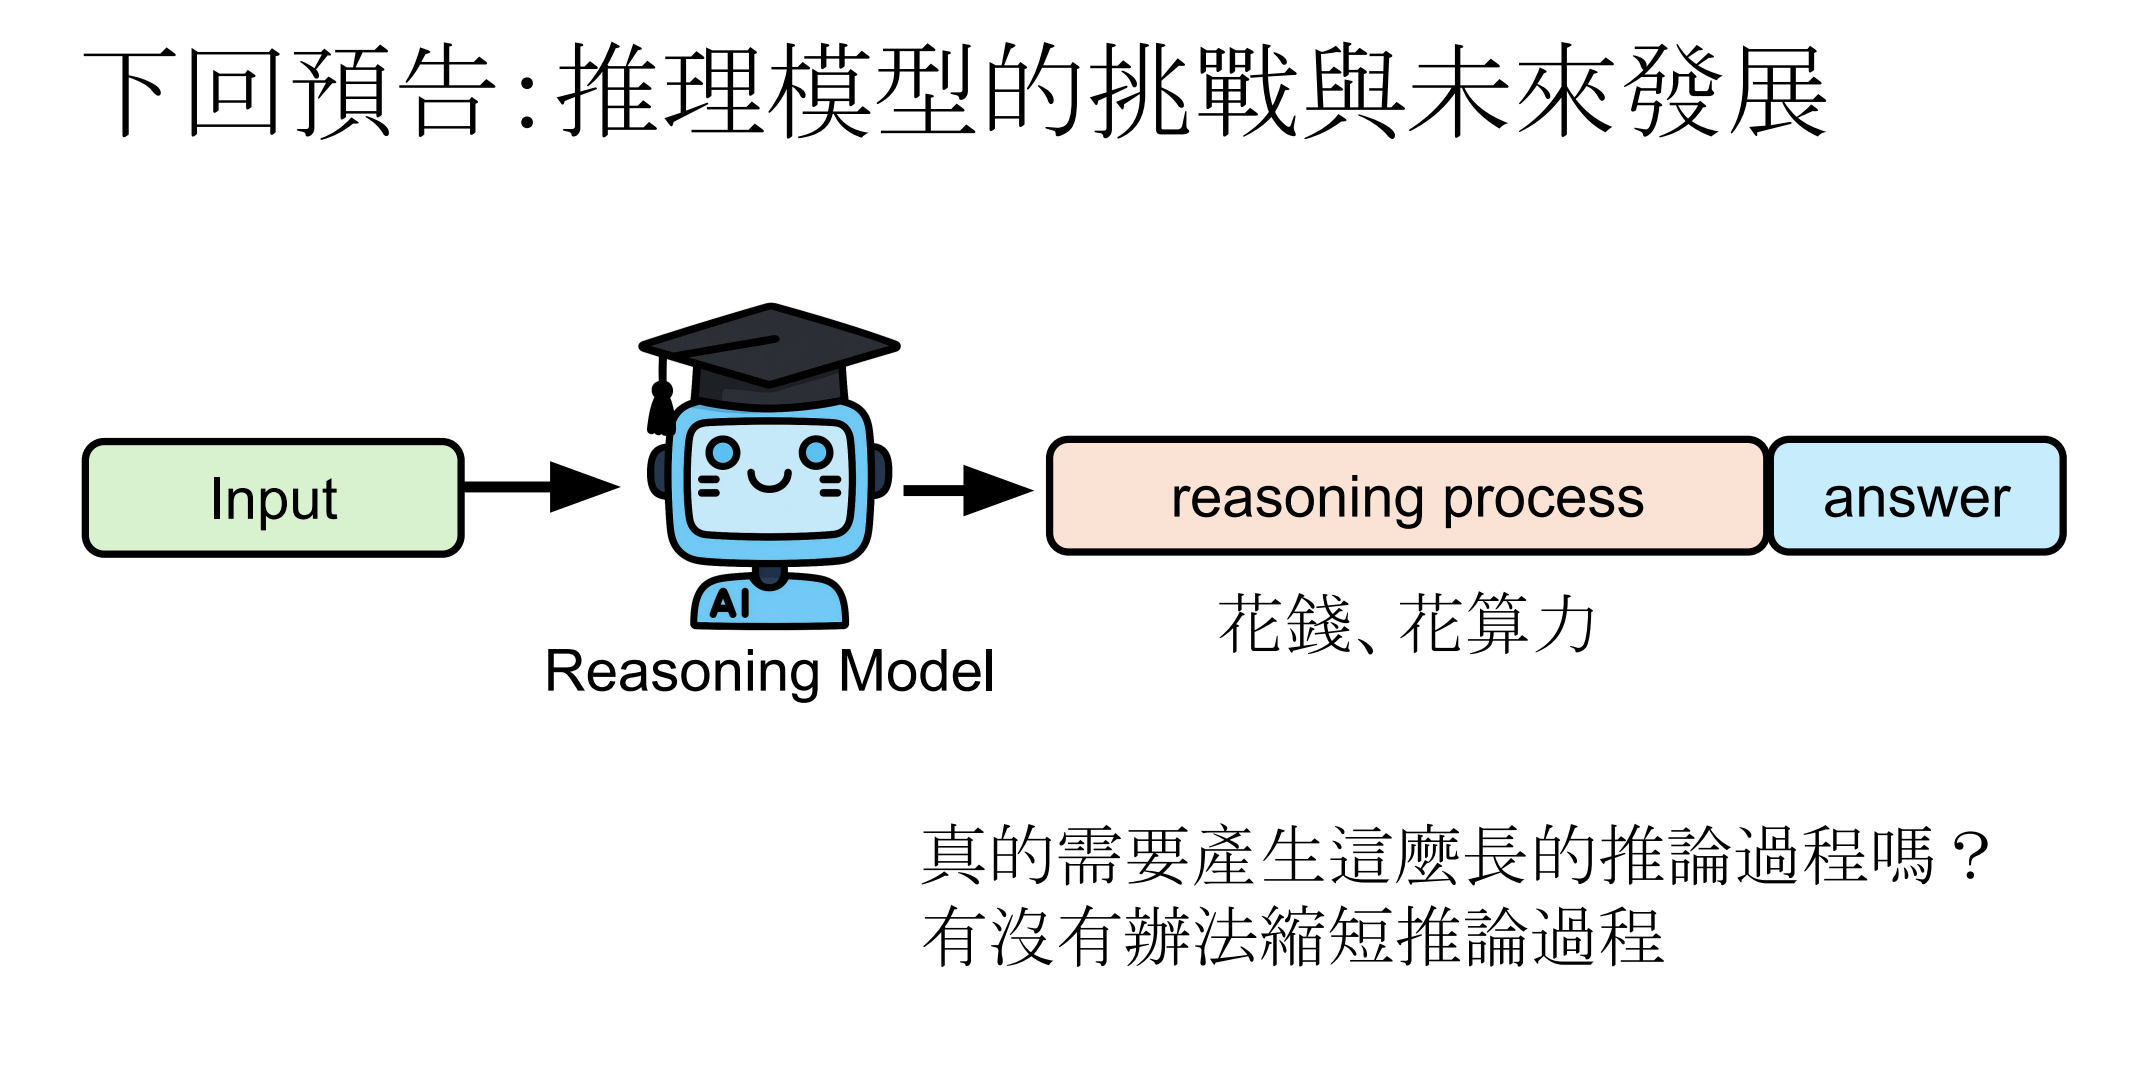 下回預告:推理模型的挑戰與未來發展
Input
AI
Reasoning Model
reasoning process
answer
花錢、花算力
真的需要產生這麼長的推論過程嗎？
有沒有辦法縮短推論過程